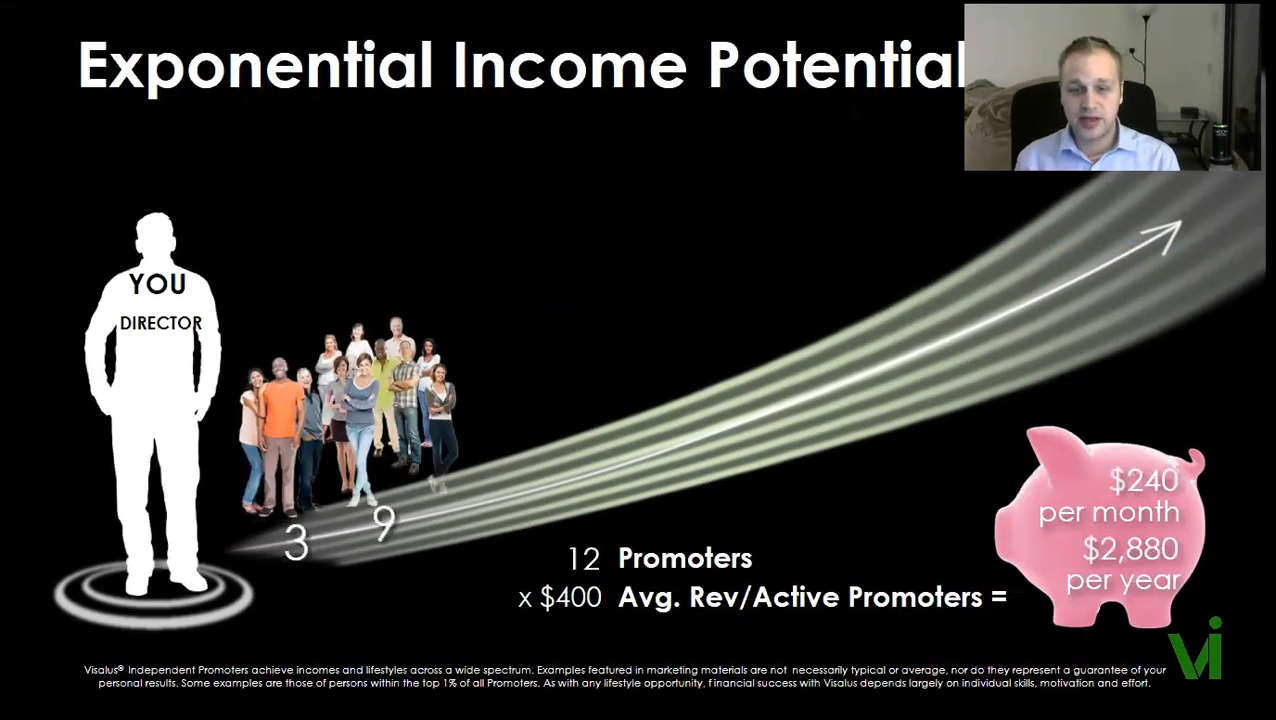 Exponential Income Potential
YOU
DIRECTOR
3
9
$240
per month
$2,880
per year
12 Promoters
x $400 Avg. Rev/Active Promoters =
Vi
Visalus® Independent Promoters achieve incomes and lifestyles across a wide spectrum. Examples featured in marketing materials are not necessarily typical or average, nor do they represent a guarantee of your
personal results. Some examples are those of persons within the top 1% of all Promoters. As with any lifestyle opportunity, financial success with Visalus depends largely on individual skills, motivation and effort.